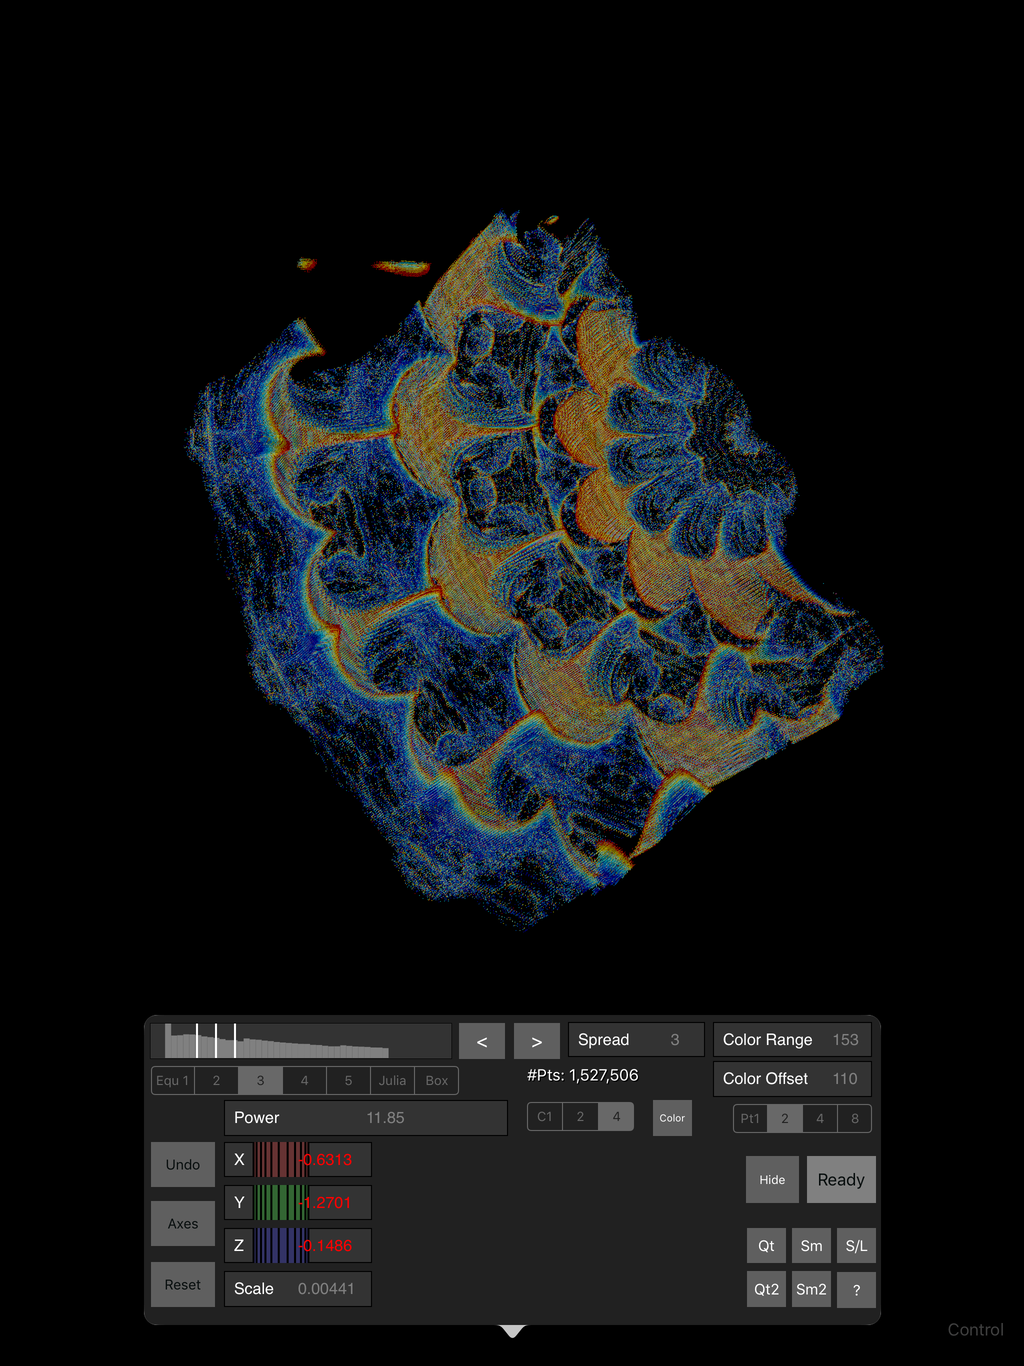 < > Spread 3 Color Range 153
Equ 1 2 3 4 5 Julia Box #Pts: 1,527,506 Color Offset 110
Power 11.85 C1 2 4 Color Pt1 2 4 8
Undo X -0.6313 Hide Ready
Axes Y -1.2701
Z -0.1486 Qt Sm S/L
Reset Scale 0.00441 Qt2 Sm2 ?
Control